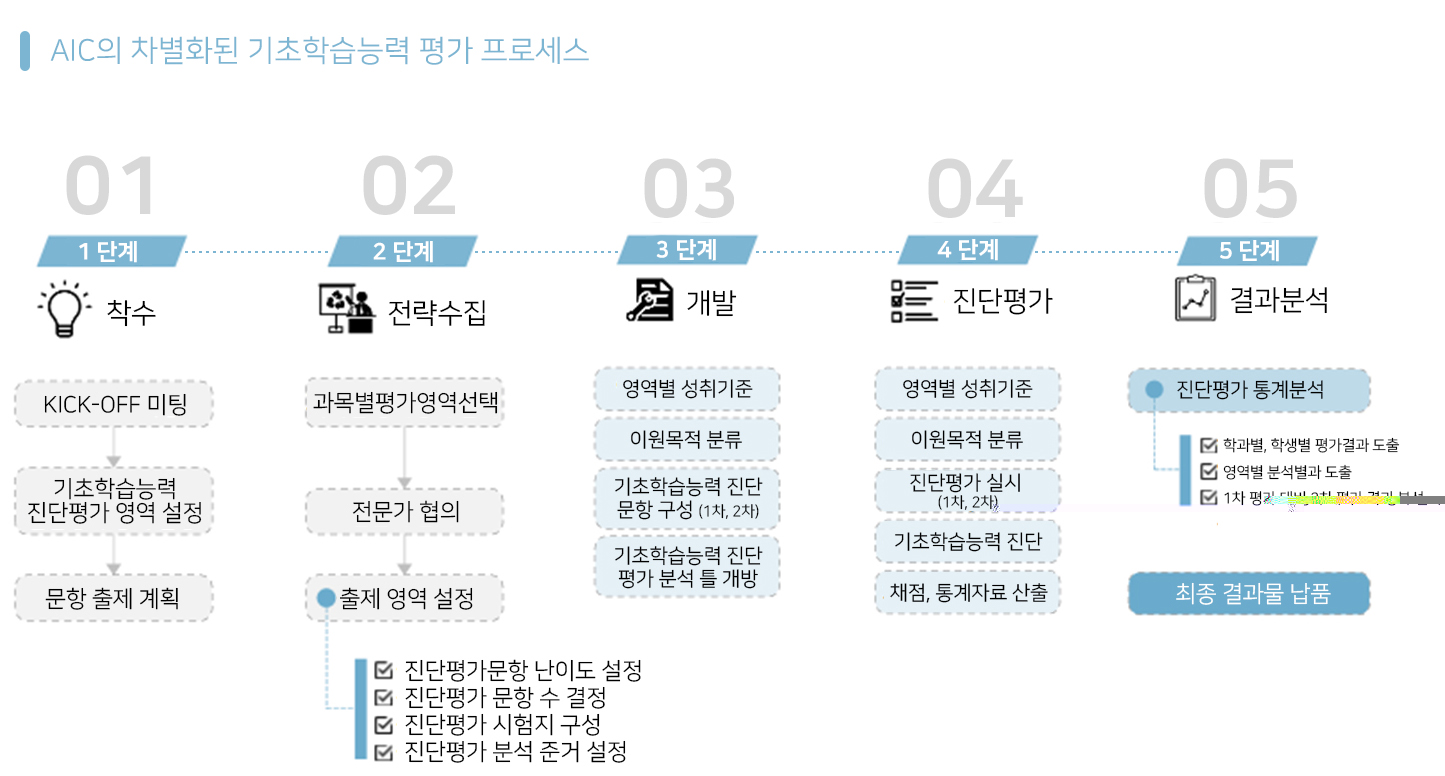 AIC의 차별화된 기초학습능력 평가 프로세스
01
1 단계
착수
KICK-OFF 미팅
기초학습능력
진단평가 영역 설정
문항 출제 계획
02
2 단계
전략수집
과목별평가영역선택
전문가 협의
출제 영역 설정
진단평가문항 난이도 설정
진단평가 문항 수 결정
진단평가 시험지 구성
진단평가 분석 준거 설정
03
3 단계
개발
영역별 성취기준
이원목적 분류
기초학습능력 진단
문항 구성 (1차, 2차)
기초학습능력 진단
평가 분석 틀 개방
04
4 단계
진단평가
영역별 성취기준
이원목적 분류
진단평가 실시
(1차, 2차)
기초학습능력 진단
채점, 통계자료 산출
05
5 단계
결과분석
진단평가 통계분석
학과별, 학생별 평가결과 도출
영역별 분석별과 도출
1차 평가
최종 결과물 납품